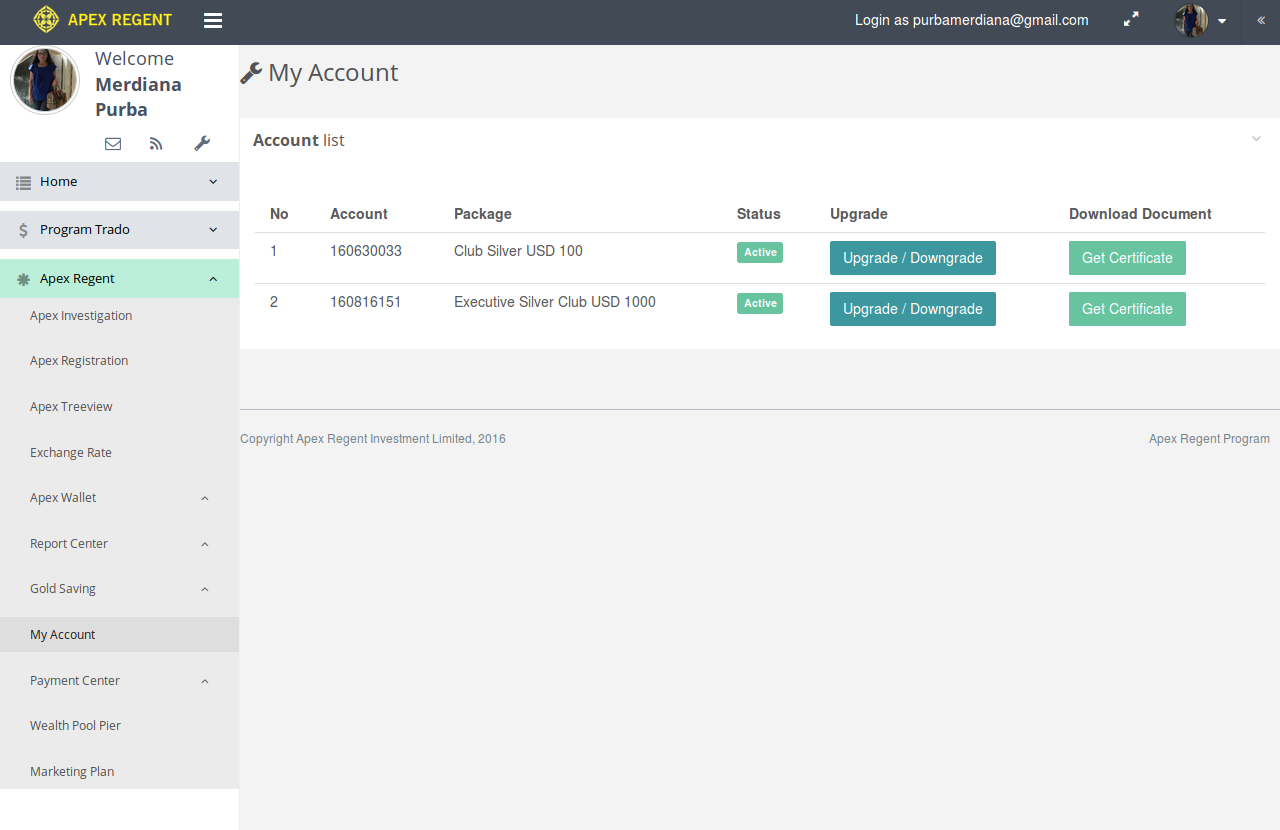 APEX REGENT
Login as purbamerdiana@gmail.com
Welcome
Merdiana
Purba
Home
Program Trado
Apex Regent
Apex Investigation
Apex Registration
Apex Treeview
Exchange Rate
Apex Wallet
Report Center
Gold Saving
My Account
Payment Center
Wealth Pool Pier
Marketing Plan
My Account
Account list
No Account Package Status Upgrade Download Document
1 160630033 Club Silver USD 100 Active Upgrade / Downgrade Get Certificate
2 160816151 Executive Silver Club USD 1000 Active Upgrade / Downgrade Get Certificate
Copyright Apex Regent Investment Limited, 2016 Apex Regent Program